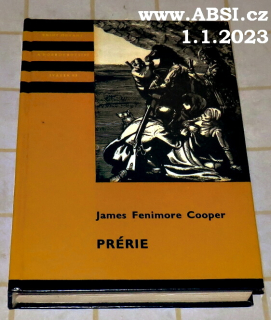 www.ABSI.cz
1.1.2023
James Fenimore Cooper
PRÉRIE